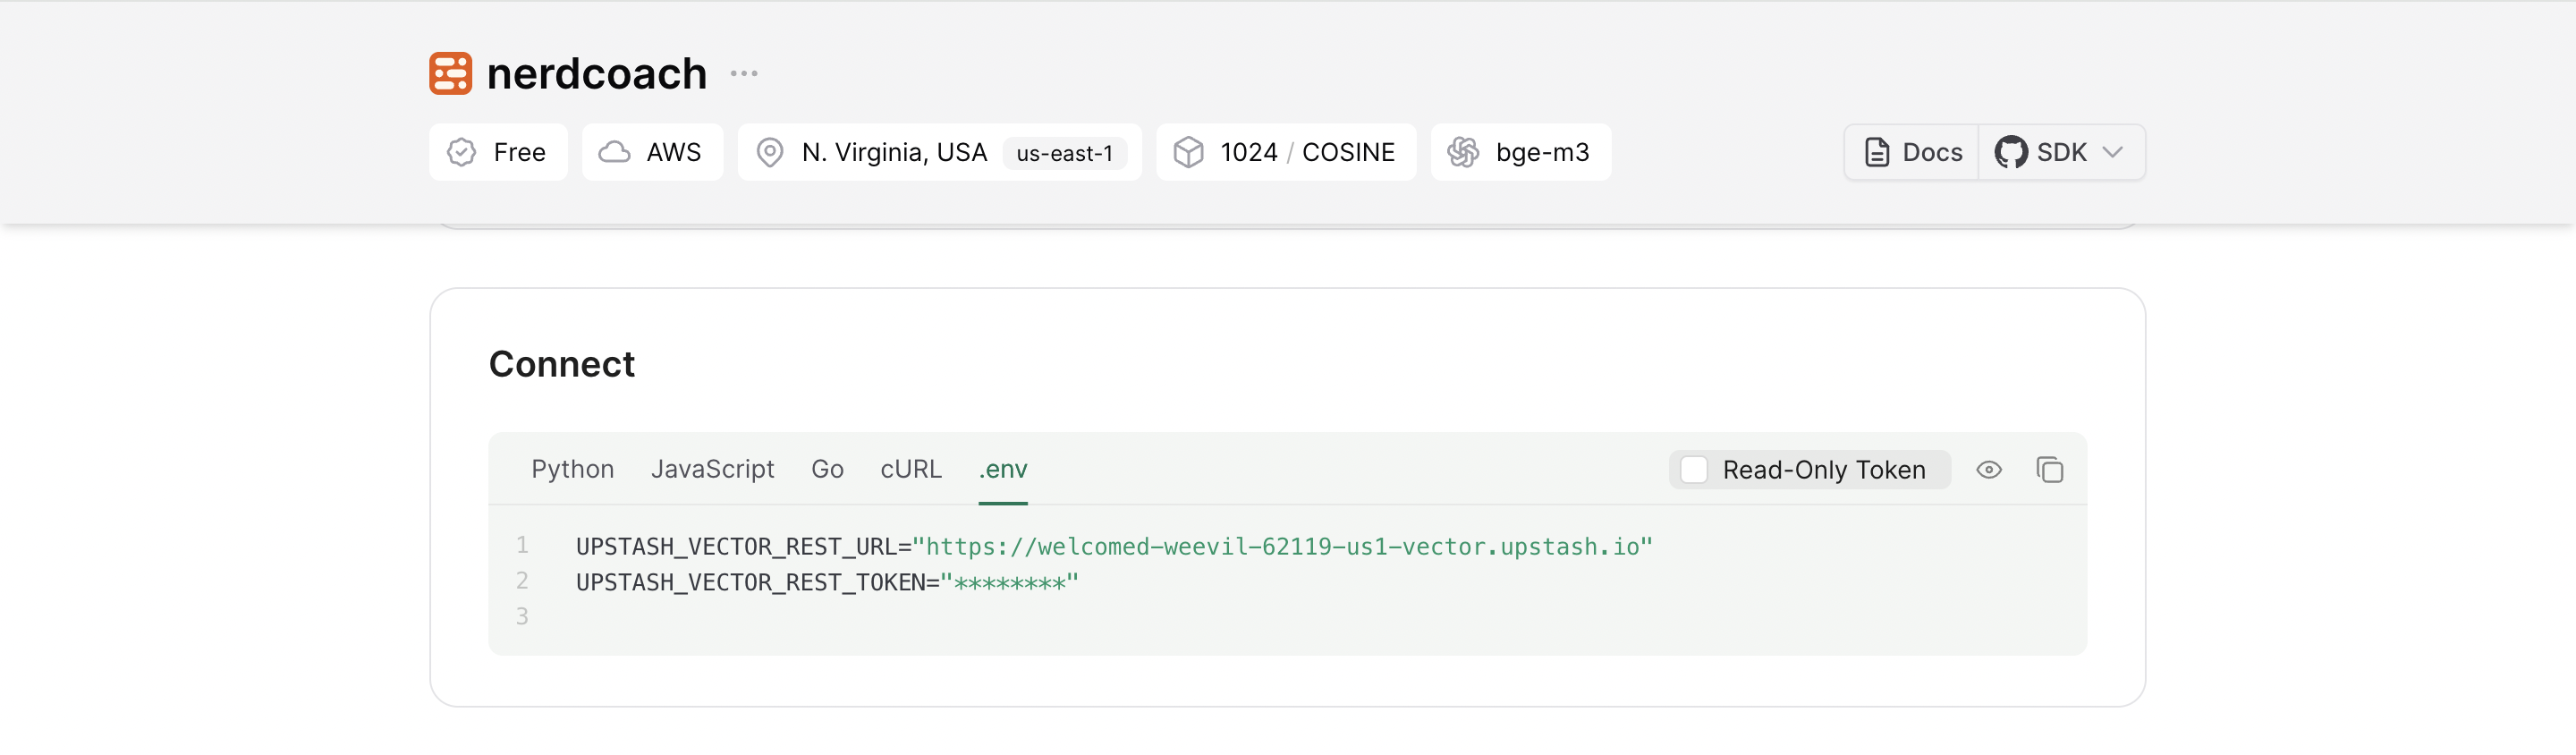 nerdcoach
Free AWS N. Virginia, USA us-east-1 1024 / COSINE bge-m3 Docs SDK
Connect
Python JavaScript Go cURL .env Read-Only Token
1 UPSTASH_VECTOR_REST_URL="https://welcomed-weevil-62119-us1-vector.upstash.io"
2 UPSTASH_VECTOR_REST_TOKEN="********"
3